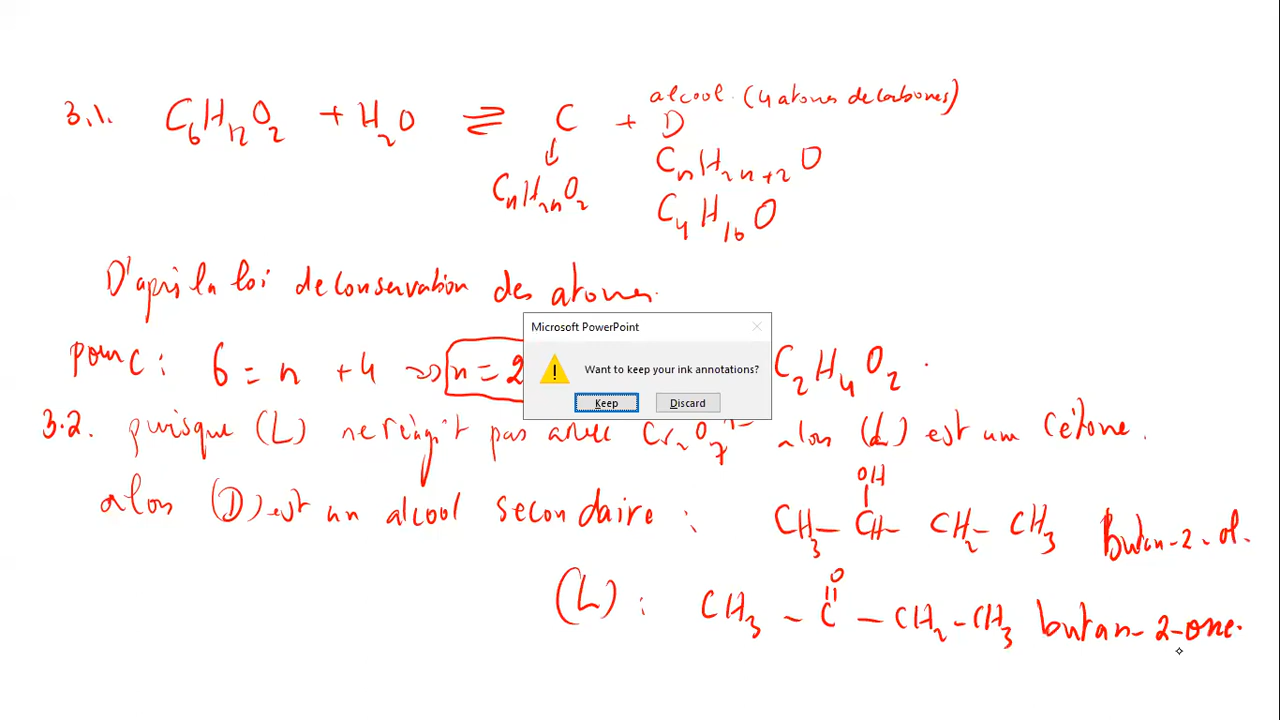 alcool. (4 atomes de carbones)
3.1. C6H12O2 + H2O ⇌ C + D
CnH2n+2 O
CnH2nO2
C4H10O
D'après la loi de conservation des atomes.
Microsoft PowerPoint
Want to keep your ink annotations?
Keep Discard
pour C : 6 = n + 4 ⇒ n = 2 C2H4O2.
3.2. puisque (L) ne réagit pas avec Cr2O7 2- alors (L) est un cétone.
alors (D) est un alcool secondaire :
OH
CH3 - CH - CH2 - CH3 Butan-2-ol.
O
(L) : CH3 - C - CH2 - CH3 butan-2-one.